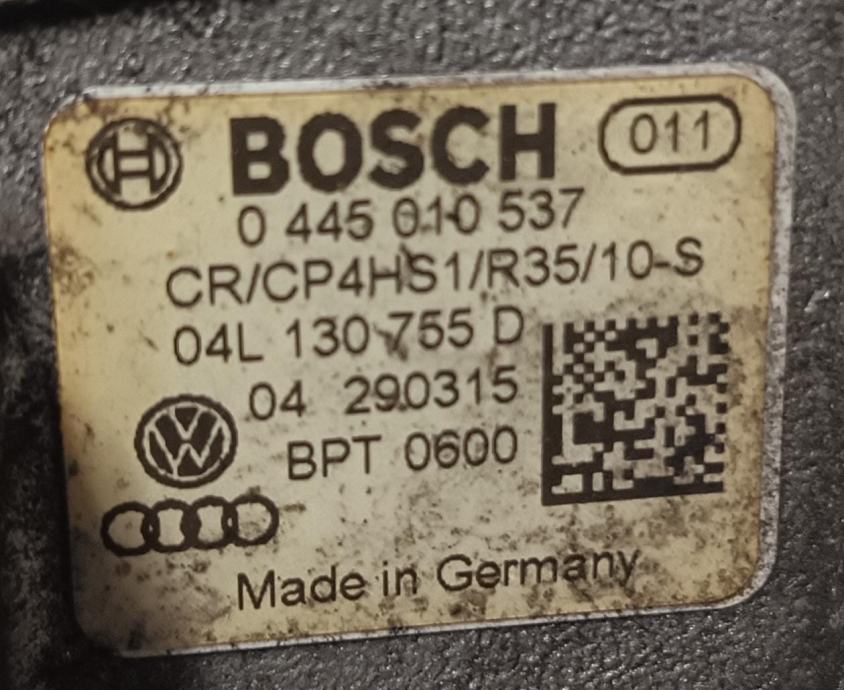 BOSCH 011
0 445 010 537
CR/CP4HS1/R35/10-S
04L 130 755 D
04 290315
BPT 0600
Made in Germany